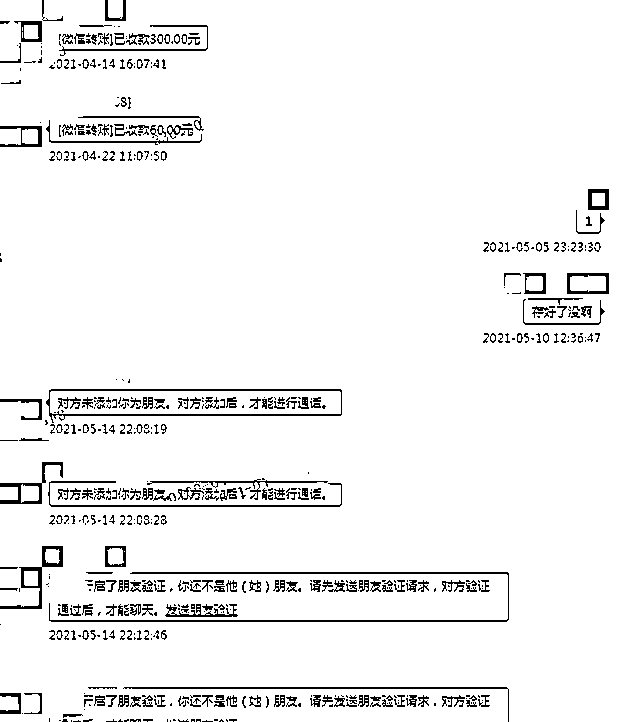 [微信转账]已收款300.00元
2021-04-14 16:07:41
JS]
[微信转账]已收款60.00元
2021-04-22 11:07:50
1
2021-05-05 23:23:30
存好了没啊
2021-05-10 12:36:47
对方未添加你为朋友。对方添加后，才能进行通话。
2021-05-14 22:08:19
对方未添加你为朋友。对方添加后，才能进行通话。
2021-05-14 22:08:28
开启了朋友验证，你还不是他（她）朋友。请先发送朋友验证请求，对方验证
通过后，才能聊天。发送朋友验证
2021-05-14 22:12:46
开启了朋友验证，你还不是他（她）朋友。请先发送朋友验证请求，对方验证